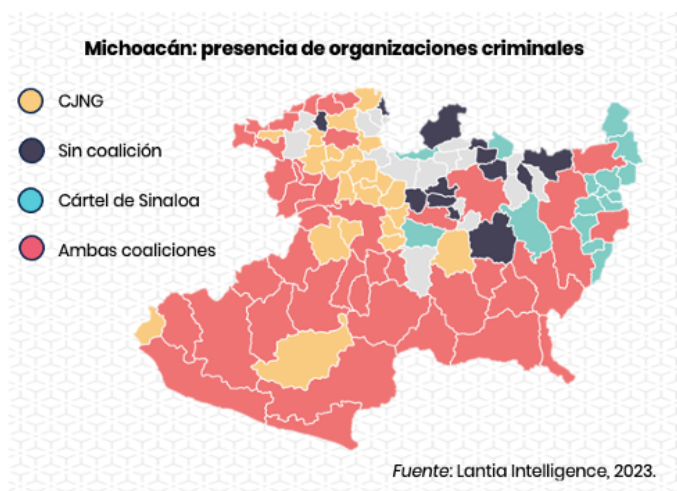 Michoacán: presencia de organizaciones criminales
CJNG
Sin coalición
Cártel de Sinaloa
Ambas coaliciones
Fuente: Lantia Intelligence, 2023.